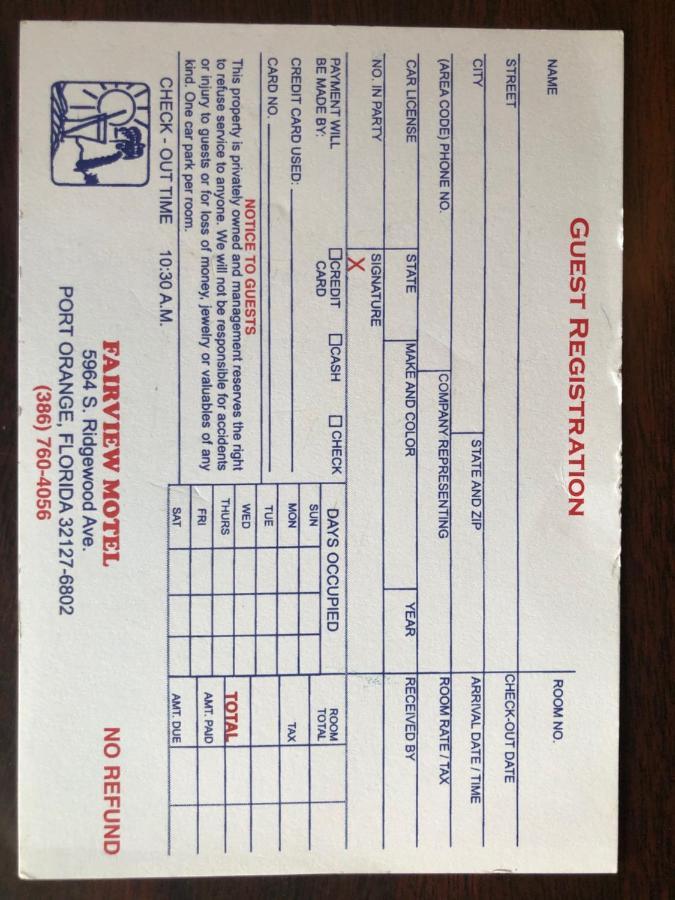 GUEST REGISTRATION
NAME
ROOM NO.
STREET
CHECK-OUT DATE
CITY
STATE AND ZIP
ARRIVAL DATE / TIME
(AREA CODE) PHONE NO.
COMPANY REPRESENTING
ROOM RATE / TAX
CAR LICENSE
STATE
MAKE AND COLOR
YEAR
RECEIVED BY
NO. IN PARTY
SIGNATURE
X
PAYMENT WILL
BE MADE BY:
CREDIT
CARD
CASH
CHECK
CREDIT CARD USED:
CARD NO.
NOTICE TO GUESTS
This property is privately owned and management reserves the right
to refuse service to anyone. We will not be responsible for accidents
or injury to guests or for loss of money, jewelry or valuables of any
kind. One car park per room.
DAYS OCCUPIED
SUN
MON
TUE
WED
THURS
FRI
SAT
ROOM
TOTAL
TAX
TOTAL
AMT. PAID
AMT. DUE
CHECK - OUT TIME 10:30 A.M.
FAIRVIEW MOTEL
5964 S. Ridgewood Ave.
PORT ORANGE, FLORIDA 32127-6802
(386) 760-4056
NO REFUND